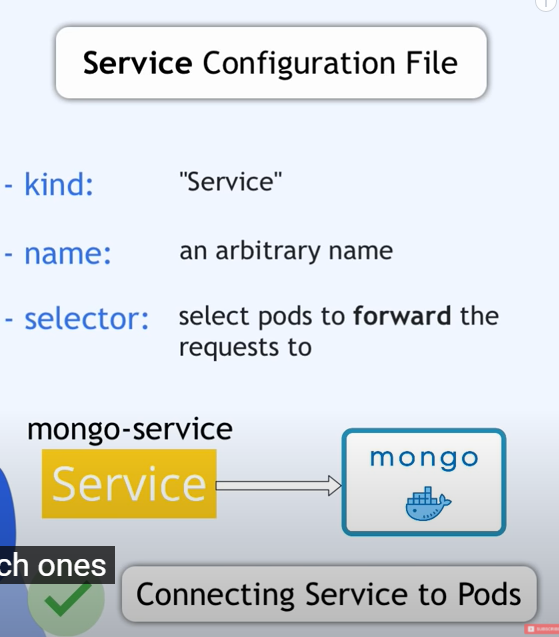 Service Configuration File
- kind: "Service"
- name: an arbitrary name
- selector: select pods to forward the
requests to
mongo-service
Service
mongo
ch ones
Connecting Service to Pods